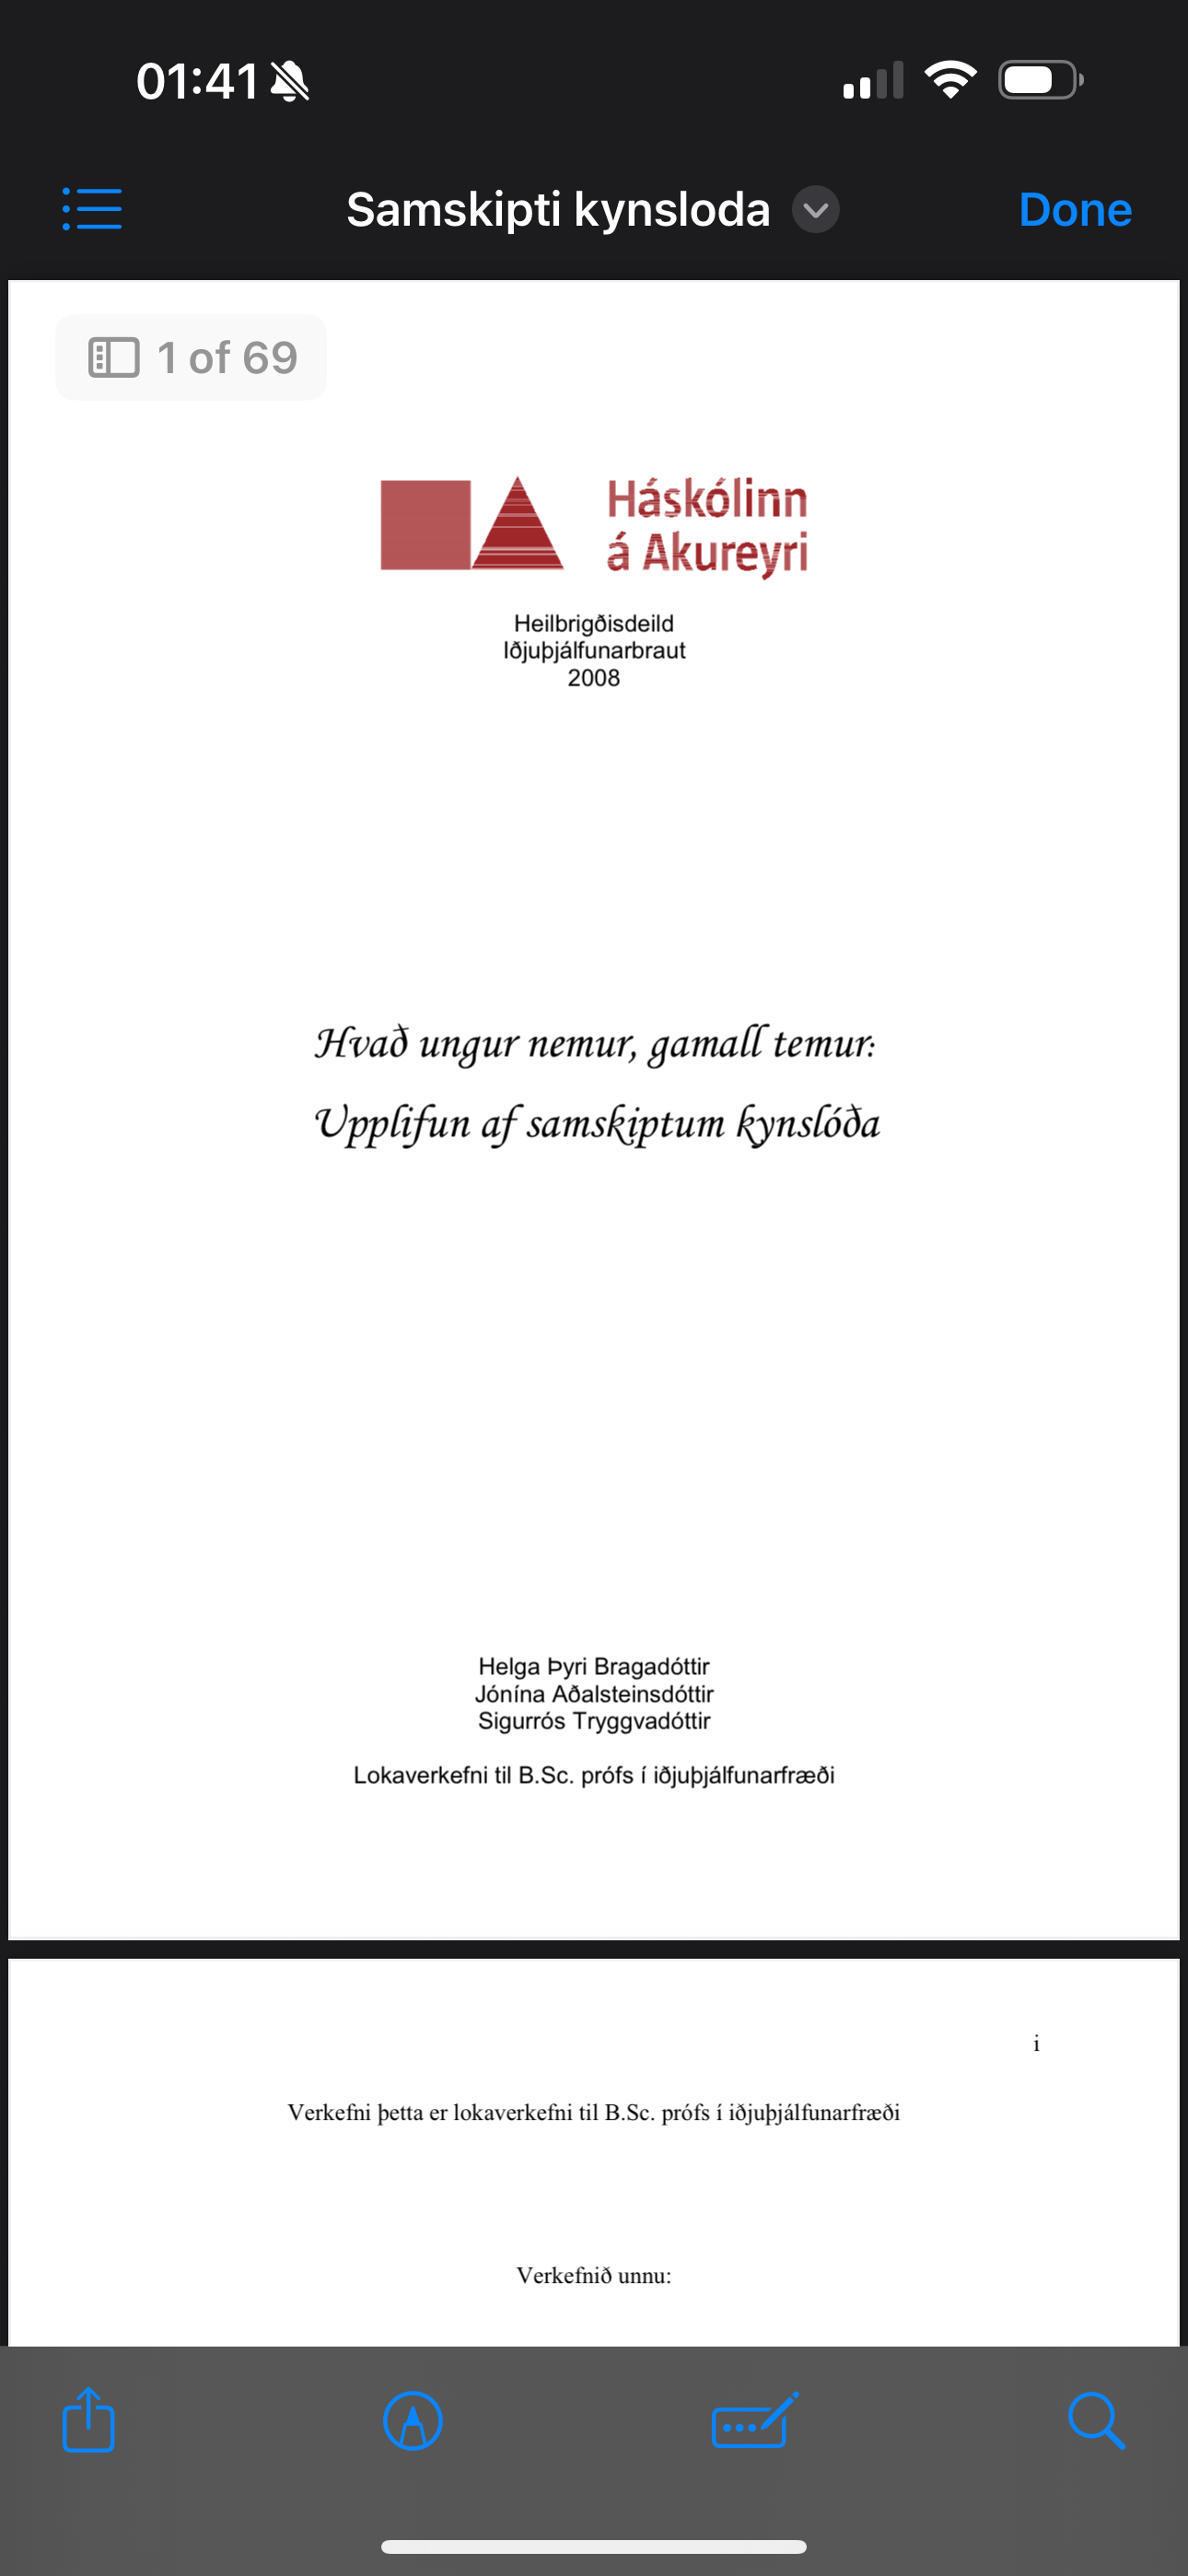 01:41
Samskipti kynsloda
Done
1 of 69
Háskólinn
á Akureyri
Heilbrigðisdeild
Iðjuþjálfunarbraut
2008
Hvað ungur nemur, gamall temur:
Upplifun af samskiptum kynslóða
Helga Þyri Bragadóttir
Jónína Aðalsteinsdóttir
Sigurrós Tryggvadóttir
Lokaverkefni til B.Sc. prófs í iðjuþjálfunarfræði
i
Verkefni þetta er lokaverkefni til B.Sc. prófs í iðjuþjálfunarfræði
Verkefnið unnu: